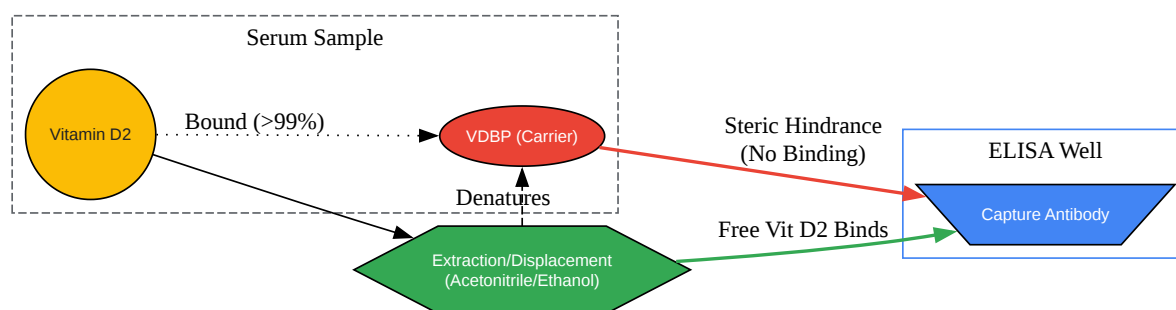 Serum Sample
Vitamin D2
Bound (>99%)
VDBP (Carrier)
Denatures
Extraction/Displacement
(Acetonitrile/Ethanol)
Steric Hindrance
(No Binding)
Free Vit D2 Binds
ELISA Well
Capture Antibody